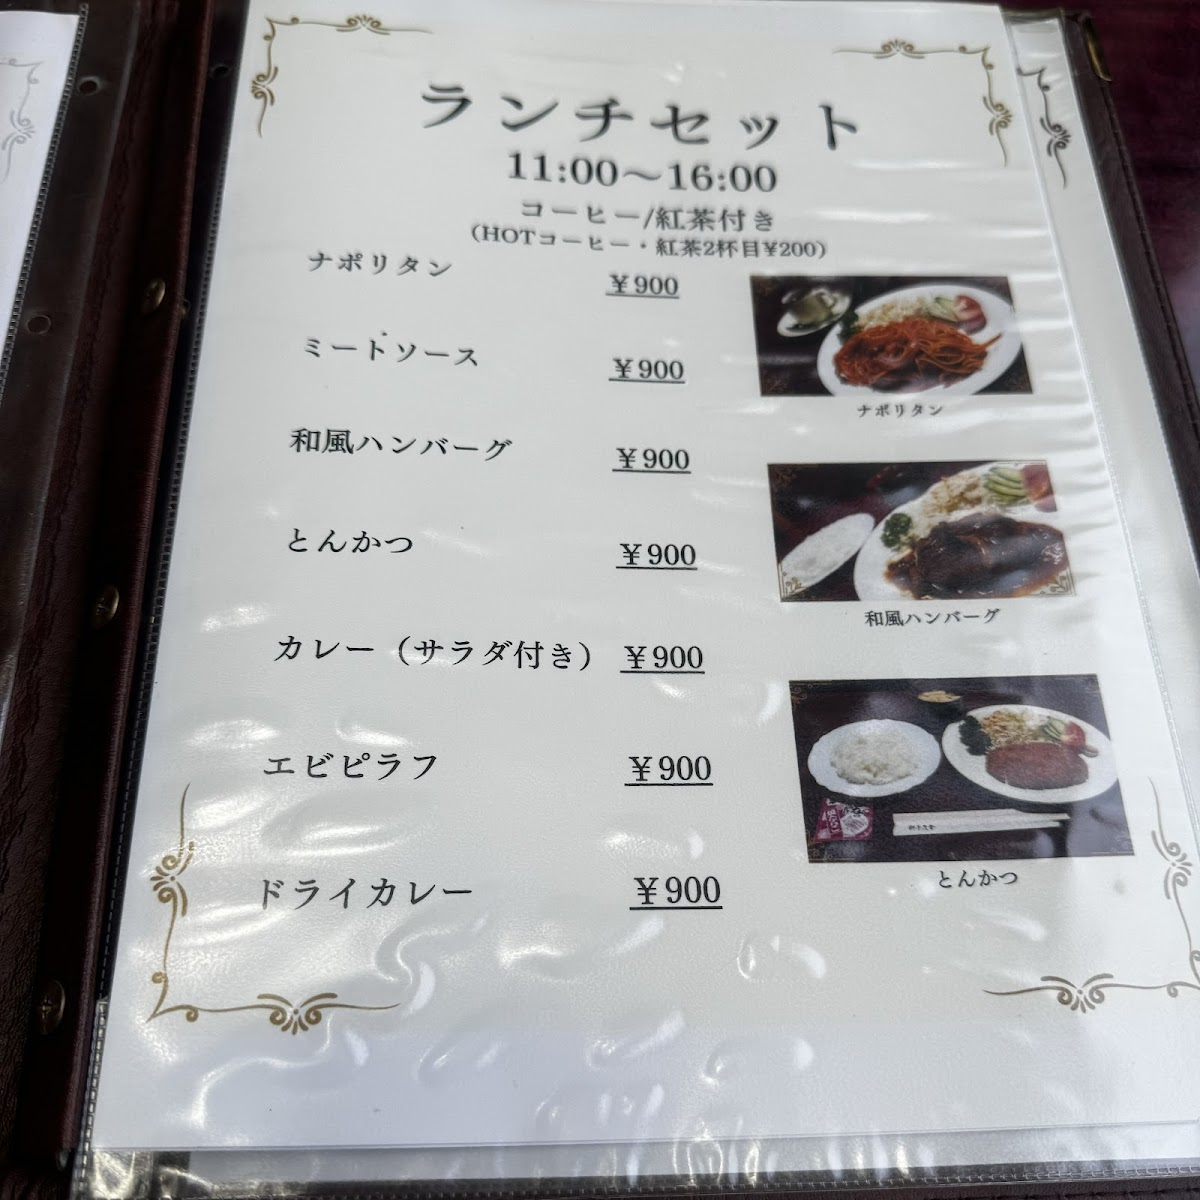 ランチセット
11:00〜16:00
コーヒー/紅茶付き
(HOTコーヒー・紅茶2杯目¥200)
ナポリタン ¥900
ミートソース ¥900
和風ハンバーグ ¥900
とんかつ ¥900
カレー（サラダ付き） ¥900
エビピラフ ¥900
ドライカレー ¥900
ナポリタン
和風ハンバーグ
とんかつ